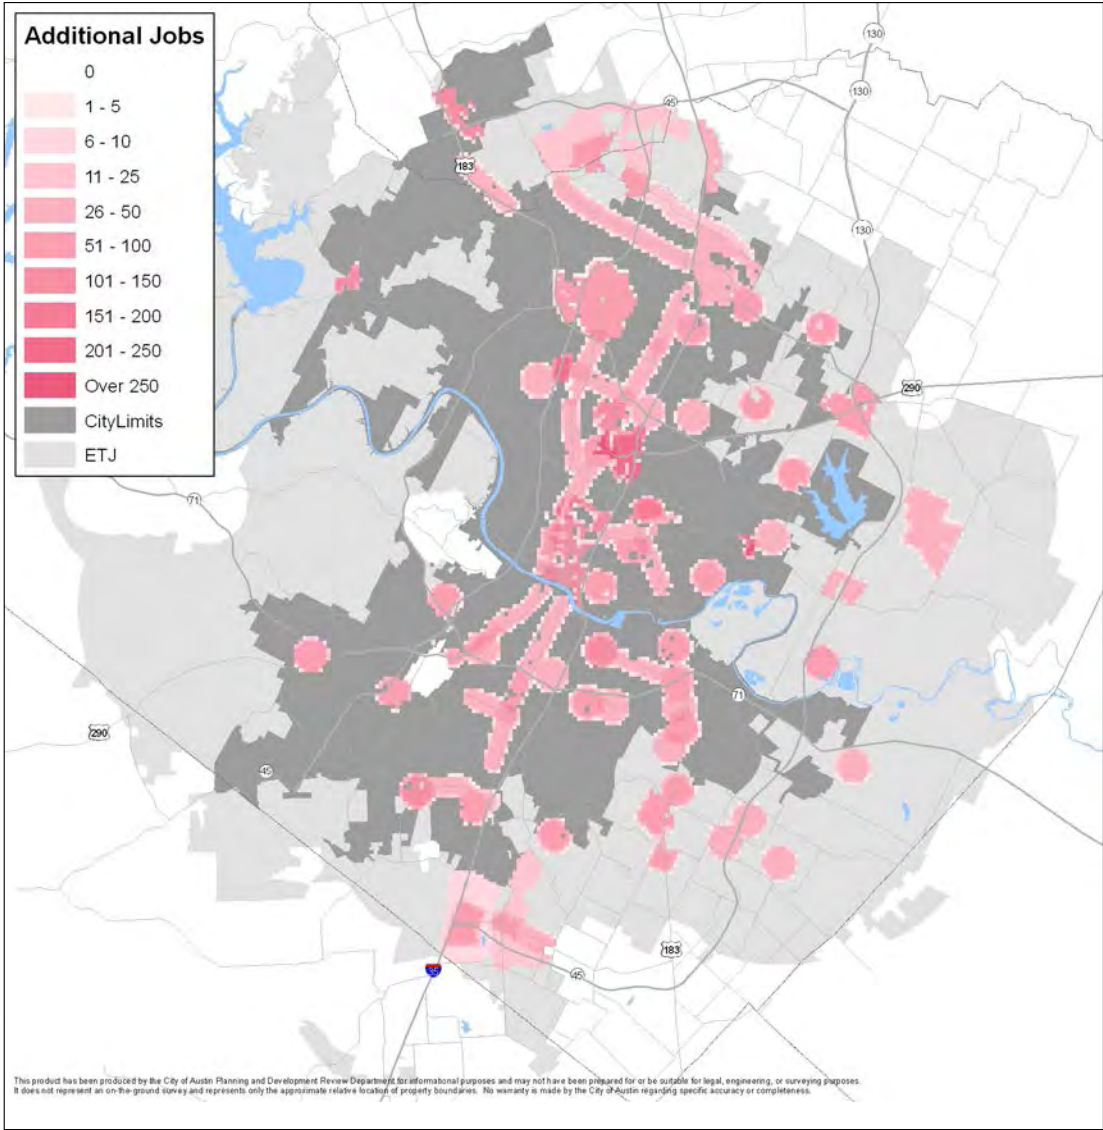 Additional Jobs
0
1 - 5
6 - 10
11 - 25
26 - 50
51 - 100
101 - 150
151 - 200
201 - 250
Over 250
CityLimits
ETJ
130
130
45
183
130
290
71
71
290
45
183
35
45
This product has been produced by the City of Austin Planning and Development Review Department for informational purposes and may not have been prepared for or be suitable for legal, engineering, or surveying purposes.
It does not represent an on-the-ground survey and represents only the approximate relative location of property boundaries. No warranty is made by the City of Austin regarding specific accuracy or completeness.